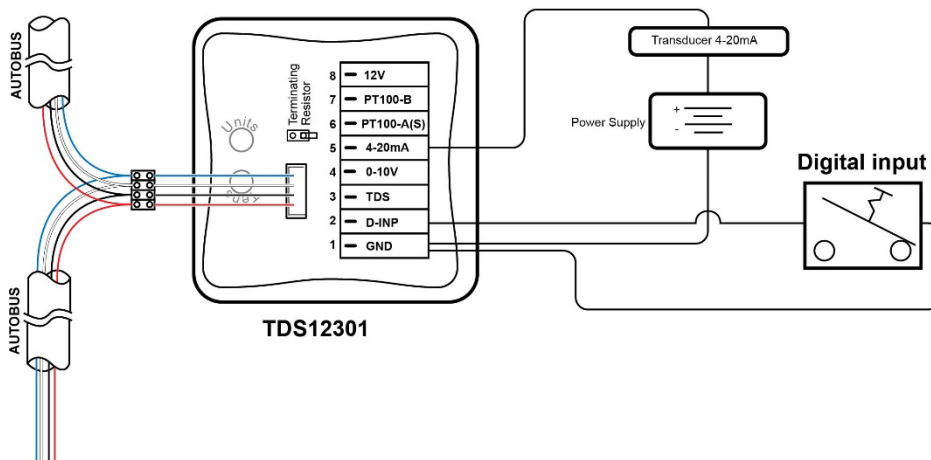 AUTOBUS
AUTOBUS
Units
Tens
Terminating
Resistor
8 12V
7 PT100-B
6 PT100-A(S)
5 4-20mA
4 0-10V
3 TDS
2 D-INP
1 GND
TDS12301
Transducer 4-20mA
Power Supply
+
-
Digital input